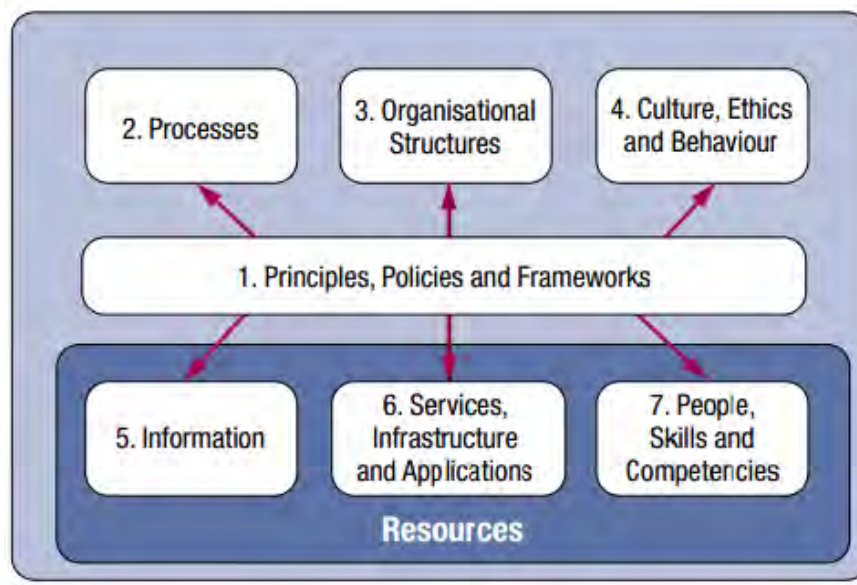 2. Processes
3. Organisational
Structures
4. Culture, Ethics
and Behaviour
1. Principles, Policies and Frameworks
5. Information
6. Services,
Infrastructure
and Applications
7. People,
Skills and
Competencies
Resources